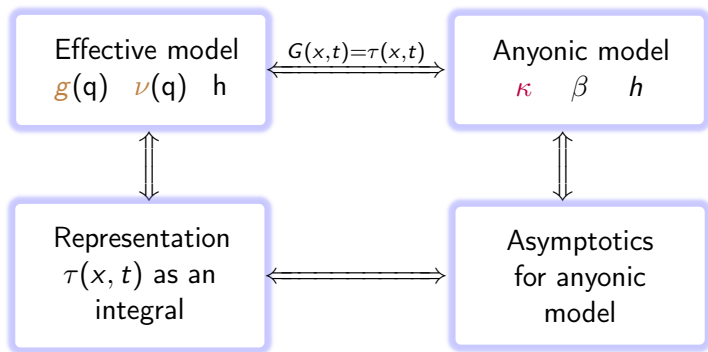 Effective model
g(q) ν(q) h
G(x,t)=τ(x,t)
Anyonic model
κ β h
Representation
τ(x, t) as an
integral
Asymptotics
for anyonic
model